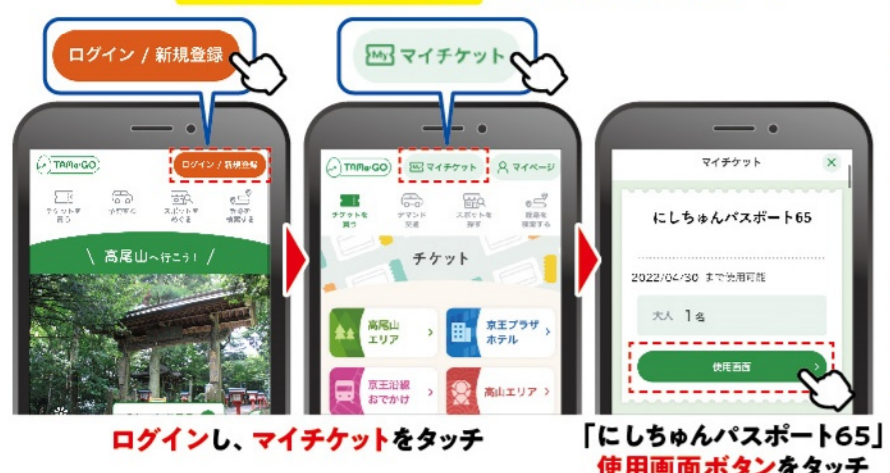 ログイン / 新規登録
My マイチケット
TAMa-GO
ログイン / 新規登録
チケットを
買う
スポットを
めぐる
検索する
\ 高尾山へ行こう! /
TAMa-GO
My マイチケット
マイページ
チケットを
買う
デマンド
交通
スポットを
探す
経路を
検索する
チケット
高尾山
エリア
京王プラザ
ホテル
京王沿線
おでかけ
高山エリア
マイチケット
にしちゅんパスポート65
2022/04/30 まで使用可能
大人 1名
使用画面
ログインし、マイチケットをタッチ
「にしちゅんパスポート65」
使用画面ボタンをタッチ